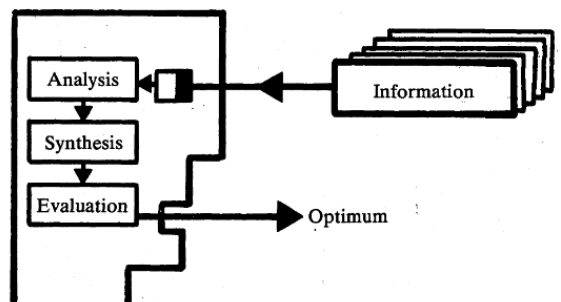 Analysis
Information
Synthesis
Evaluation
Optimum